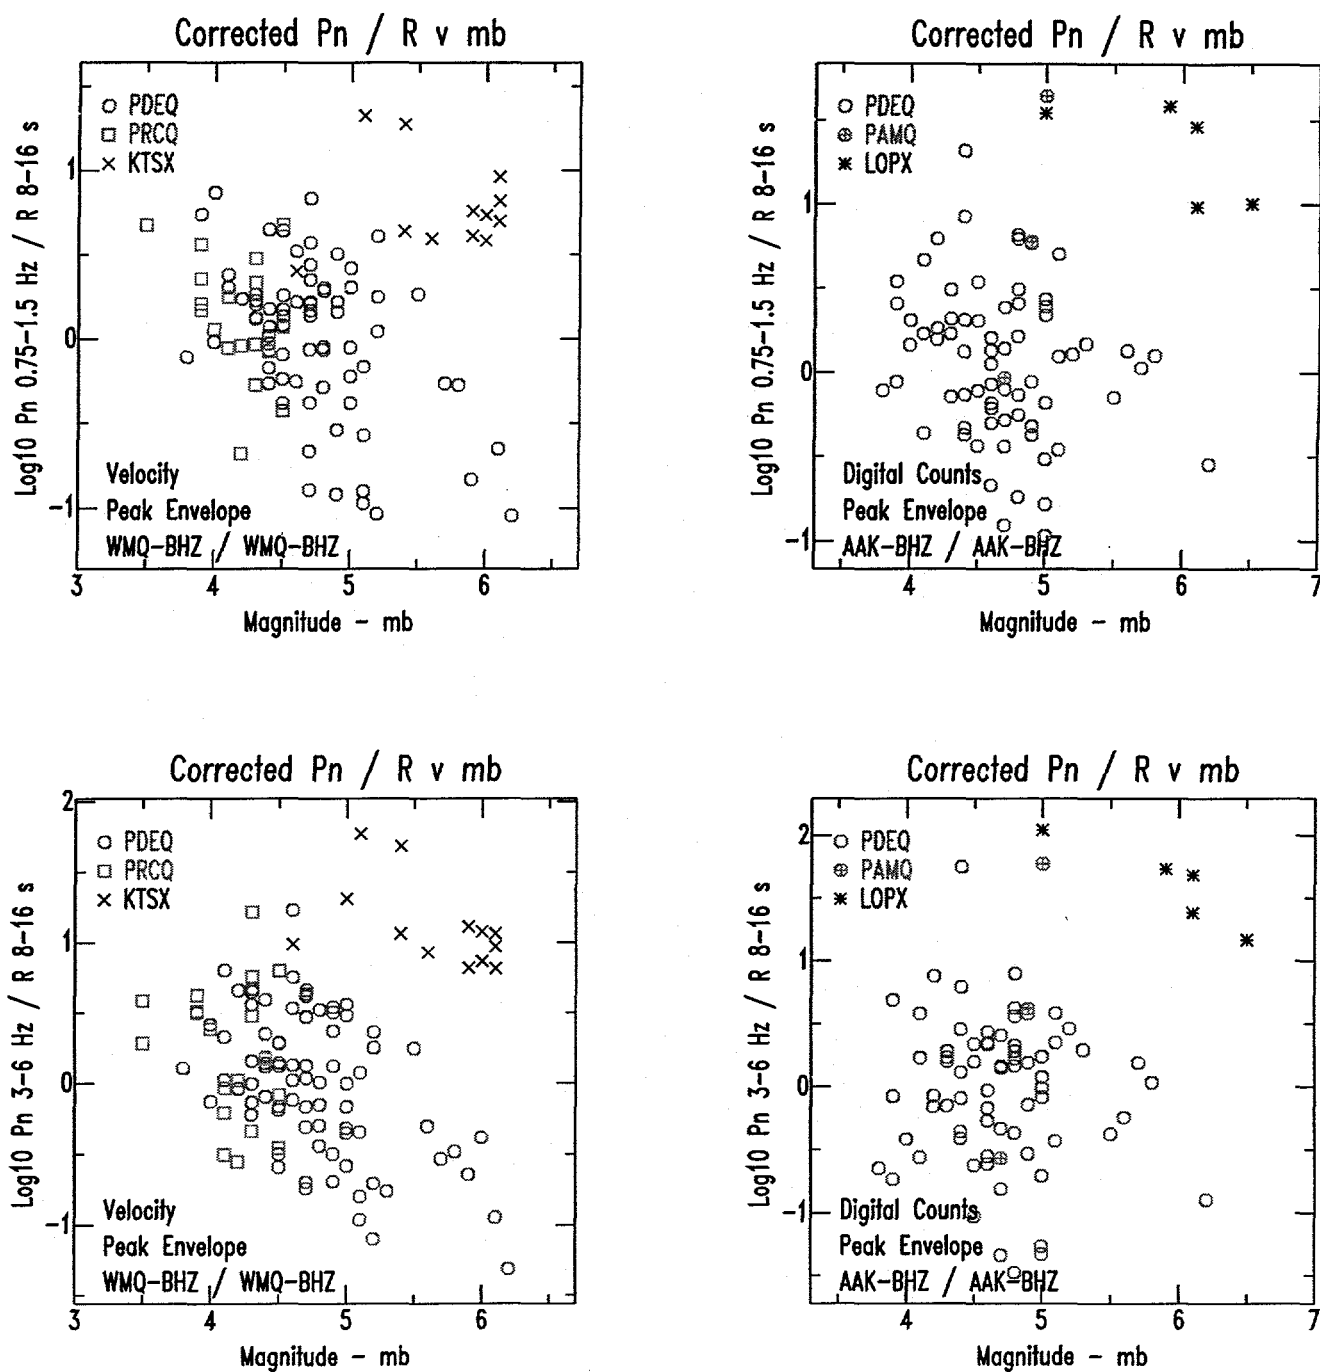 Corrected Pn / R v mb
Log10 Pn 0.75-1.5 Hz / R 8-16 s
1
0
-1
PDEQ
PRCQ
KTSX
Velocity
Peak Envelope
WMQ-BHZ / WMQ-BHZ
3 4 5 6
Magnitude - mb
Corrected Pn / R v mb
Log10 Pn 0.75-1.5 Hz / R 8-16 s
1
0
-1
PDEQ
PAMQ
LOPX
Digital Counts
Peak Envelope
AAK-BHZ / AAK-BHZ
4 5 6 7
Magnitude - mb
Corrected Pn / R v mb
Log10 Pn 3-6 Hz / R 8-16 s
2
1
0
-1
PDEQ
PRCQ
KTSX
Velocity
Peak Envelope
WMQ-BHZ / WMQ-BHZ
3 4 5 6
Magnitude - mb
Corrected Pn / R v mb
Log10 Pn 3-6 Hz / R 8-16 s
2
1
0
-1
PDEQ
PAMQ
LOPX
Digital Counts
Peak Envelope
AAK-BHZ / AAK-BHZ
4 5 6 7
Magnitude - mb